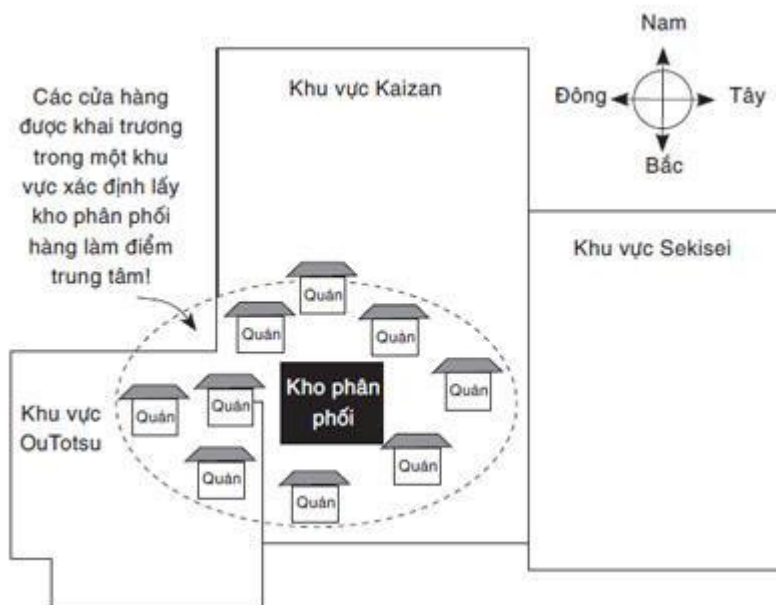 Nam
Đông
Tây
Bắc
Khu vực Kaizan
Các cửa hàng
được khai trương
trong một khu
vực xác định lấy
kho phân phối
hàng làm điểm
trung tâm!
Khu vực Sekisei
Quán
Quán
Quán
Quán
Quán
Quán
Quán
Quán
Quán
Kho phân
phối
Khu vực
OuTotsu